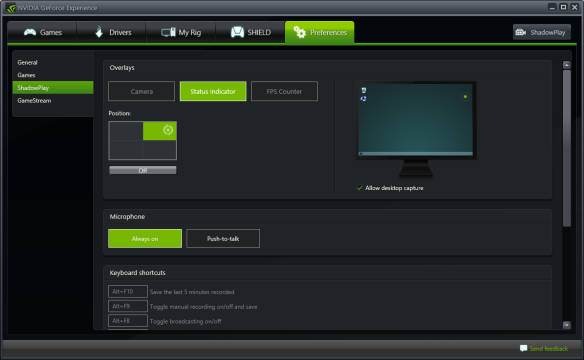 NVIDIA GeForce Experience
Games
Drivers
My Rig
SHIELD
Preferences
ShadowPlay
General
Games
ShadowPlay
GameStream
Overlays
Camera
Status Indicator
FPS Counter
Position:
Off
Allow desktop capture
Microphone
Always on
Push-to-talk
Keyboard shortcuts
Alt+F10 Save the last 5 minutes recorded
Alt+F9 Toggle manual recording on/off and save
Alt+F8 Toggle broadcasting on/off
Send feedback